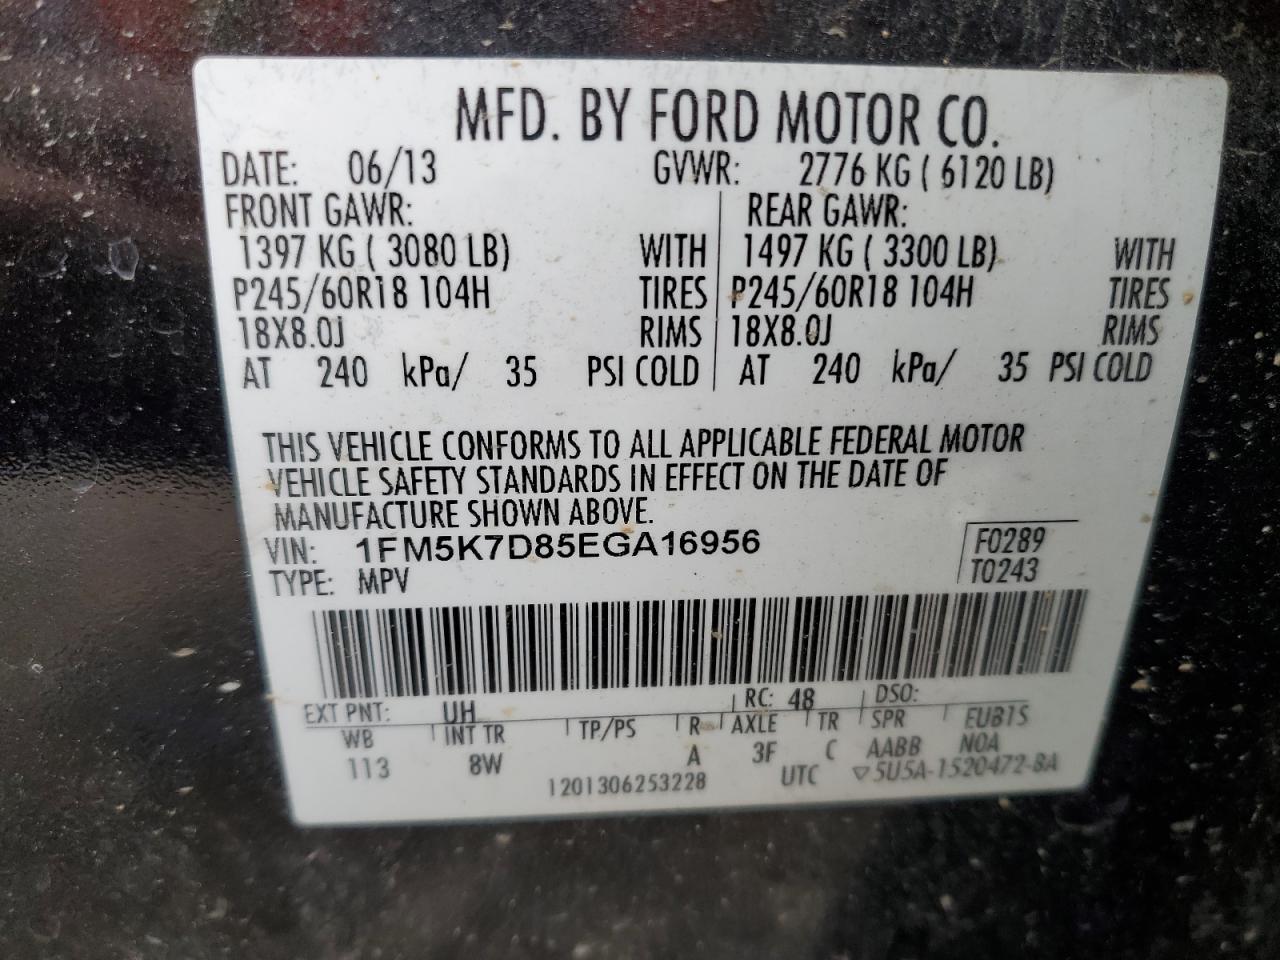 MFD. BY FORD MOTOR CO.
DATE: 06/13 GVWR: 2776 KG ( 6120 LB)
FRONT GAWR: REAR GAWR:
1397 KG ( 3080 LB) WITH 1497 KG ( 3300 LB) WITH
P245/60R18 104H TIRES P245/60R18 104H TIRES
18X8.0J RIMS 18X8.0J RIMS
AT 240 kPa/ 35 PSI COLD AT 240 kPa/ 35 PSI COLD
THIS VEHICLE CONFORMS TO ALL APPLICABLE FEDERAL MOTOR
VEHICLE SAFETY STANDARDS IN EFFECT ON THE DATE OF
MANUFACTURE SHOWN ABOVE.
VIN: 1FM5K7D85EGA16956 F0289
TYPE: MPV T0243
EXT PNT: UH RC: 48 DSO:
WB INT TR TP/PS R AXLE TR SPR EUB1S
113 8W A 3F C AABB NOA
1201306253228 UTC ▽5U5A-1520472-BA